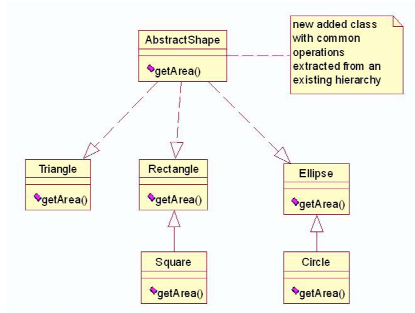 AbstractShape
getArea()
new added class
with common
operations
extracted from an
existing hierarchy
Triangle
getArea()
Rectangle
getArea()
Ellipse
getArea()
Square
getArea()
Circle
getArea()